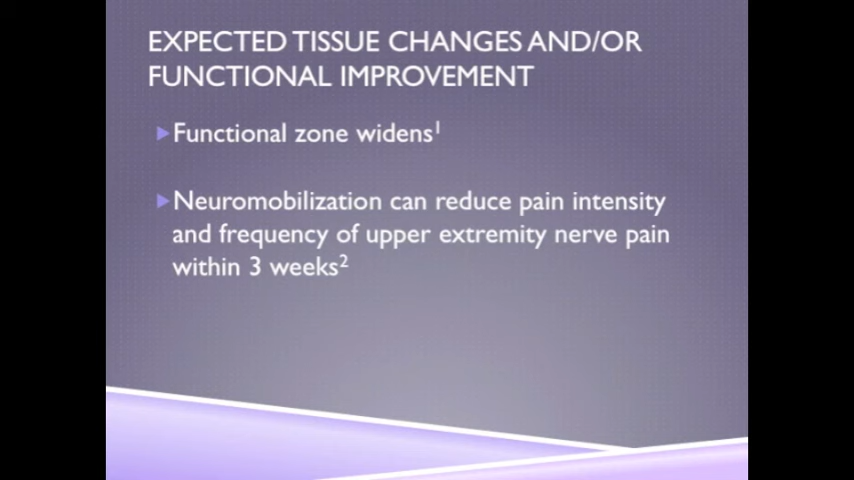 EXPECTED TISSUE CHANGES AND/OR
FUNCTIONAL IMPROVEMENT
Functional zone widens¹
Neuromobilization can reduce pain intensity
and frequency of upper extremity nerve pain
within 3 weeks²